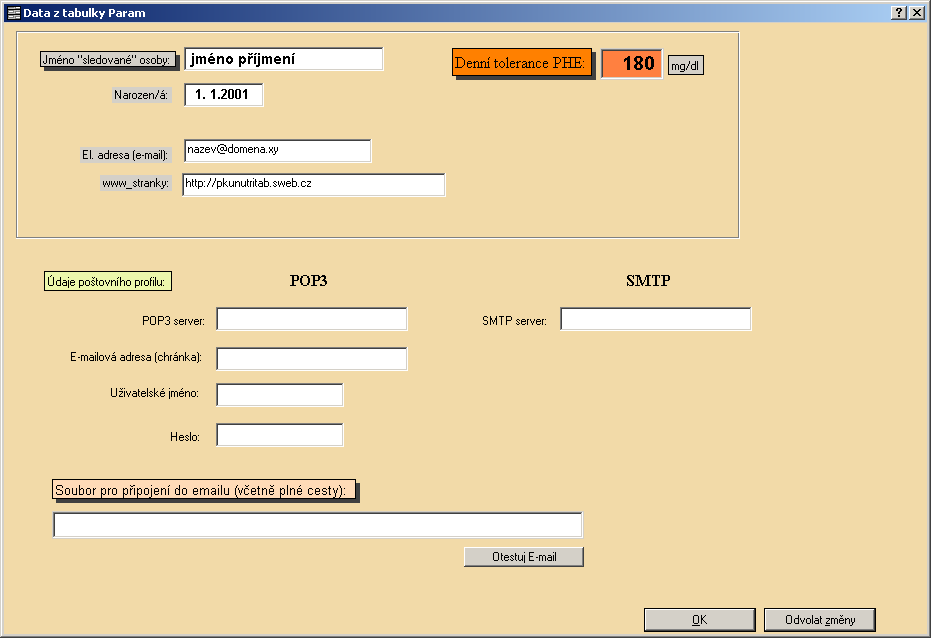 Data z tabulky Param
Jméno "sledované" osoby: jméno příjmení Denní tolerance PHE: 180 mg/dl
Narozen/á: 1. 1.2001
El. adresa (e-mail): nazev@domena.xy
www_stranky: http://pkunutritab.sweb.cz
Údaje poštovního profilu: POP3 SMTP
POP3 server: SMTP server:
E-mailová adresa (chránka):
Uživatelské jméno:
Heslo:
Soubor pro připojení do emailu (včetně plné cesty):
Otestuj E-mail
OK Odvolat změny